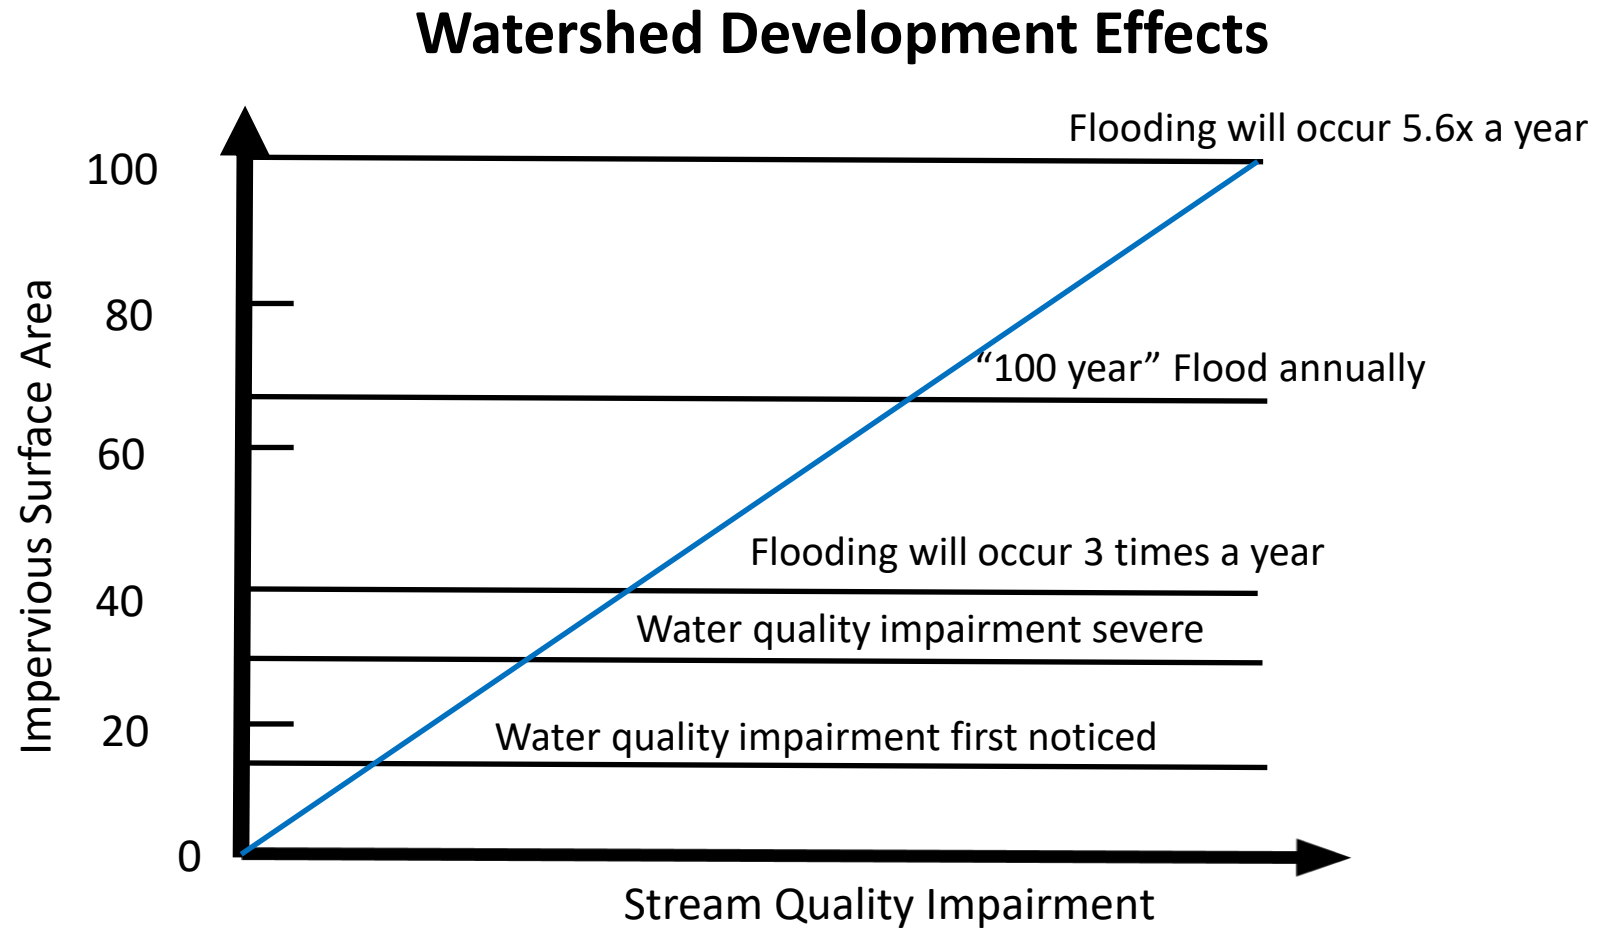 Watershed Development Effects
Flooding will occur 5.6x a year
100
80
“100 year” Flood annually
60
Flooding will occur 3 times a year
40
Water quality impairment severe
20
Water quality impairment first noticed
0
Impervious Surface Area
Stream Quality Impairment